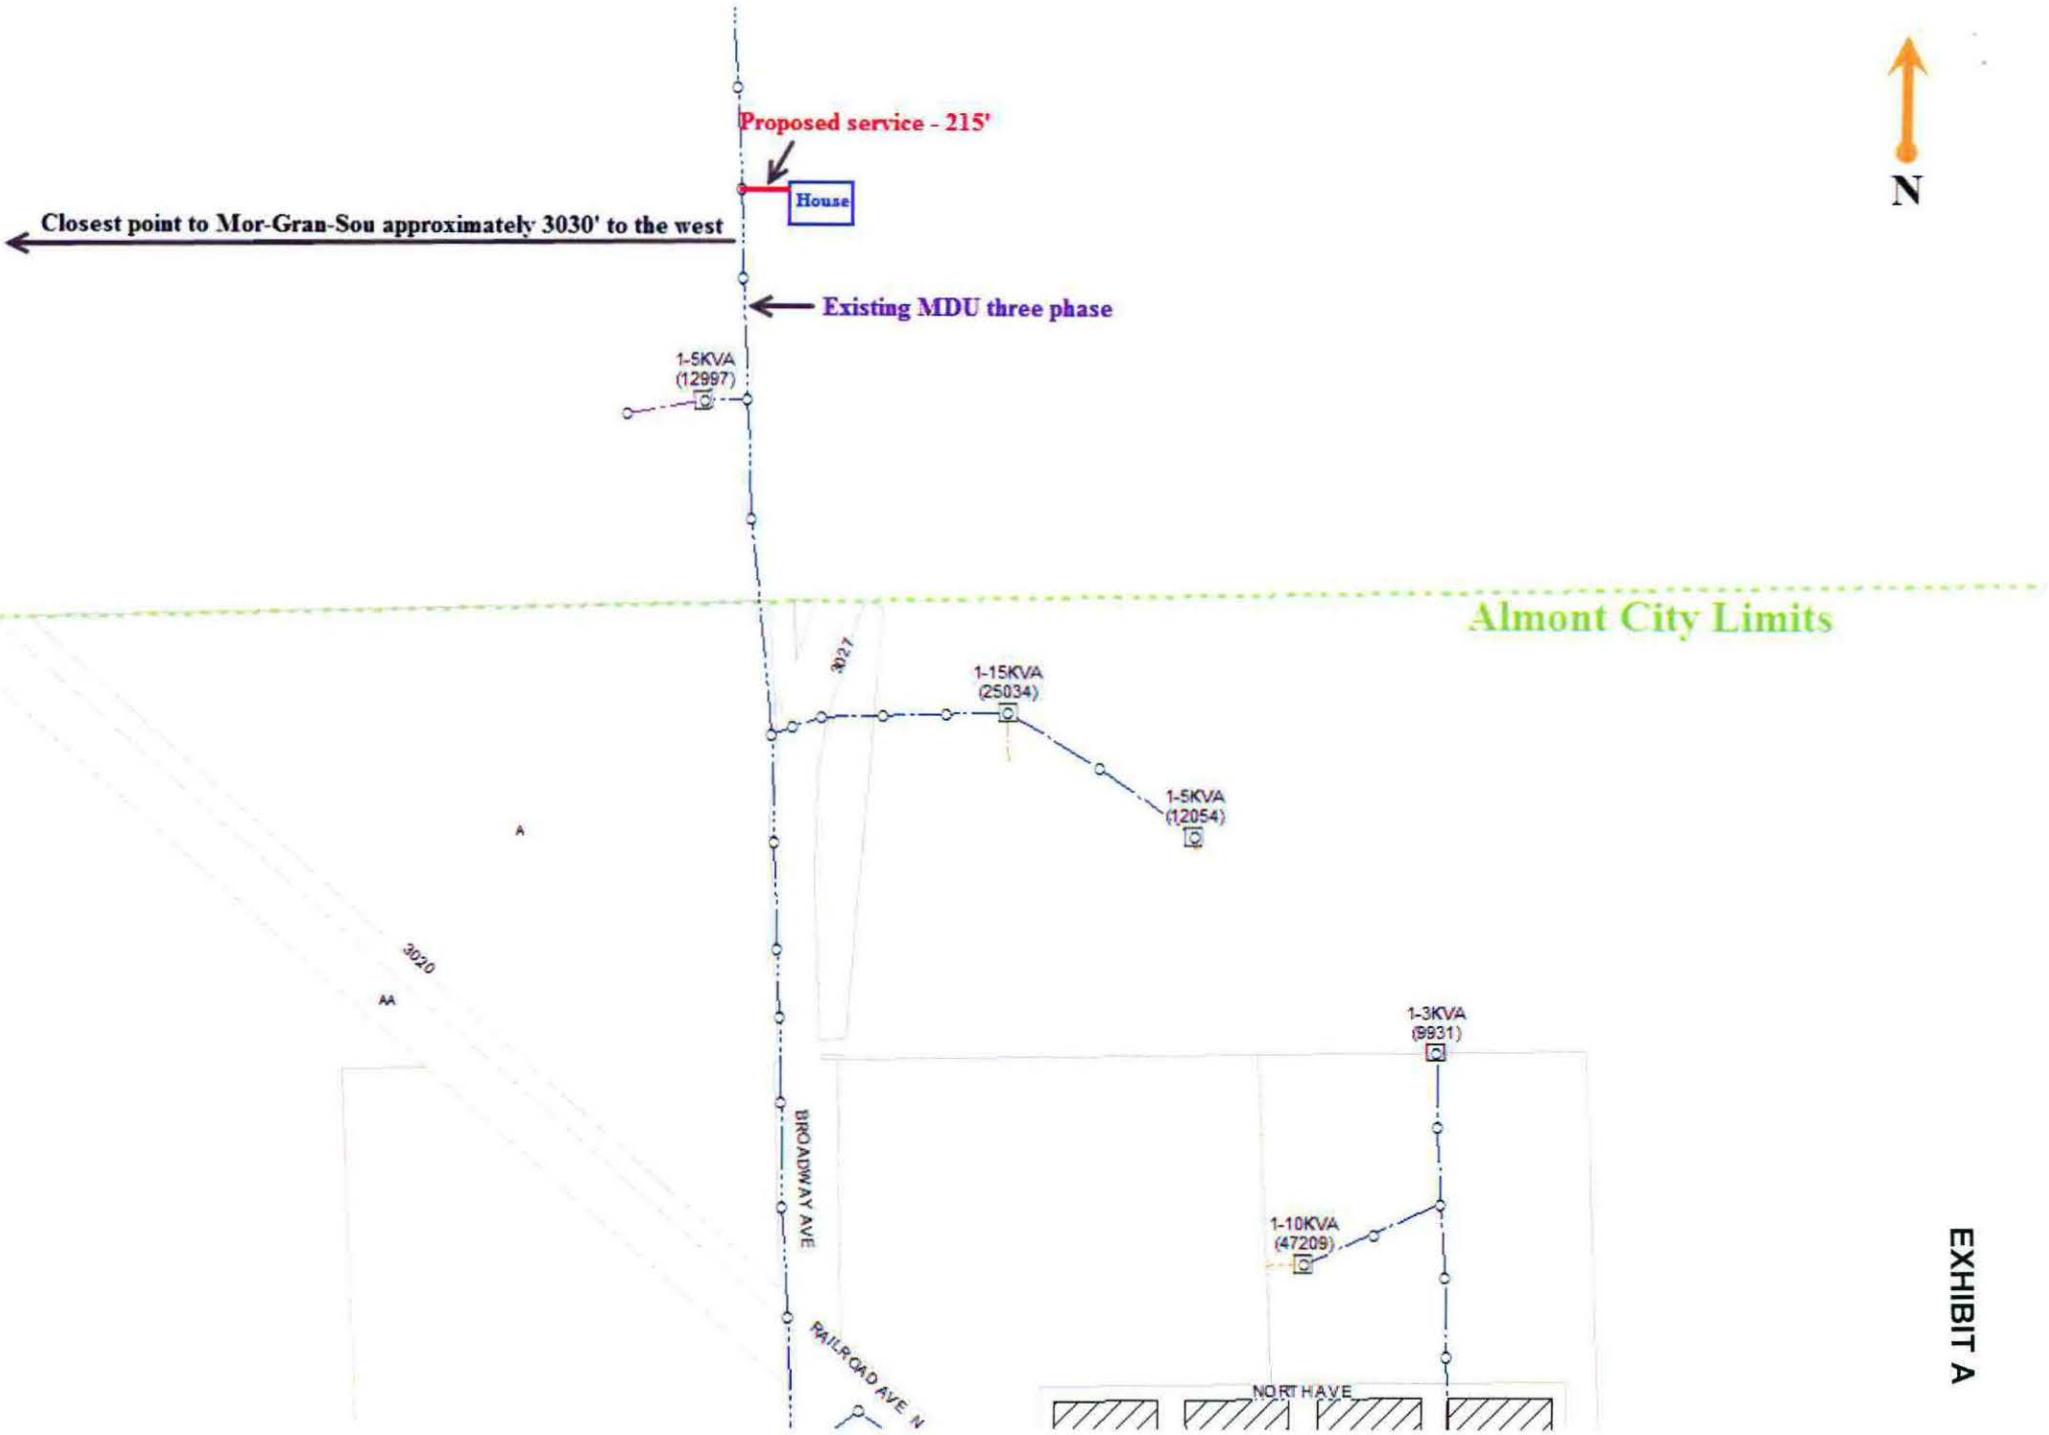 Proposed service - 215'
N
House
Closest point to Mor-Gran-Sou approximately 3030' to the west
Existing MDU three phase
1-5KVA
(12997)
Almont City Limits
3027
1-15KVA
(25034)
1-5KVA
(12054)
A
3020
AA
1-3KVA
(9931)
BROADWAY AVE
1-10KVA
(47209)
EXHIBIT A
RAILROAD AVE N
NORTH AVE